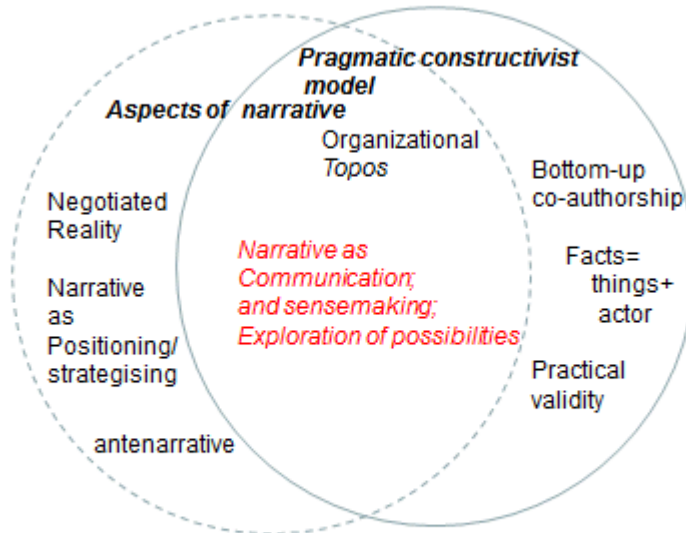 Pragmatic constructivist
model
Aspects of narrative
Organizational
Topos
Negotiated
Reality
Narrative
as
Positioning/
strategising
antenarrative
Narrative as
Communication;
and sensemaking;
Exploration of possibilities
Bottom-up
co-authorship
Facts=
things+
actor
Practical
validity